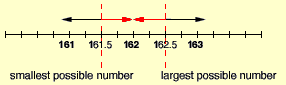 161 161.5 162 162.5 163
smallest possible number largest possible number